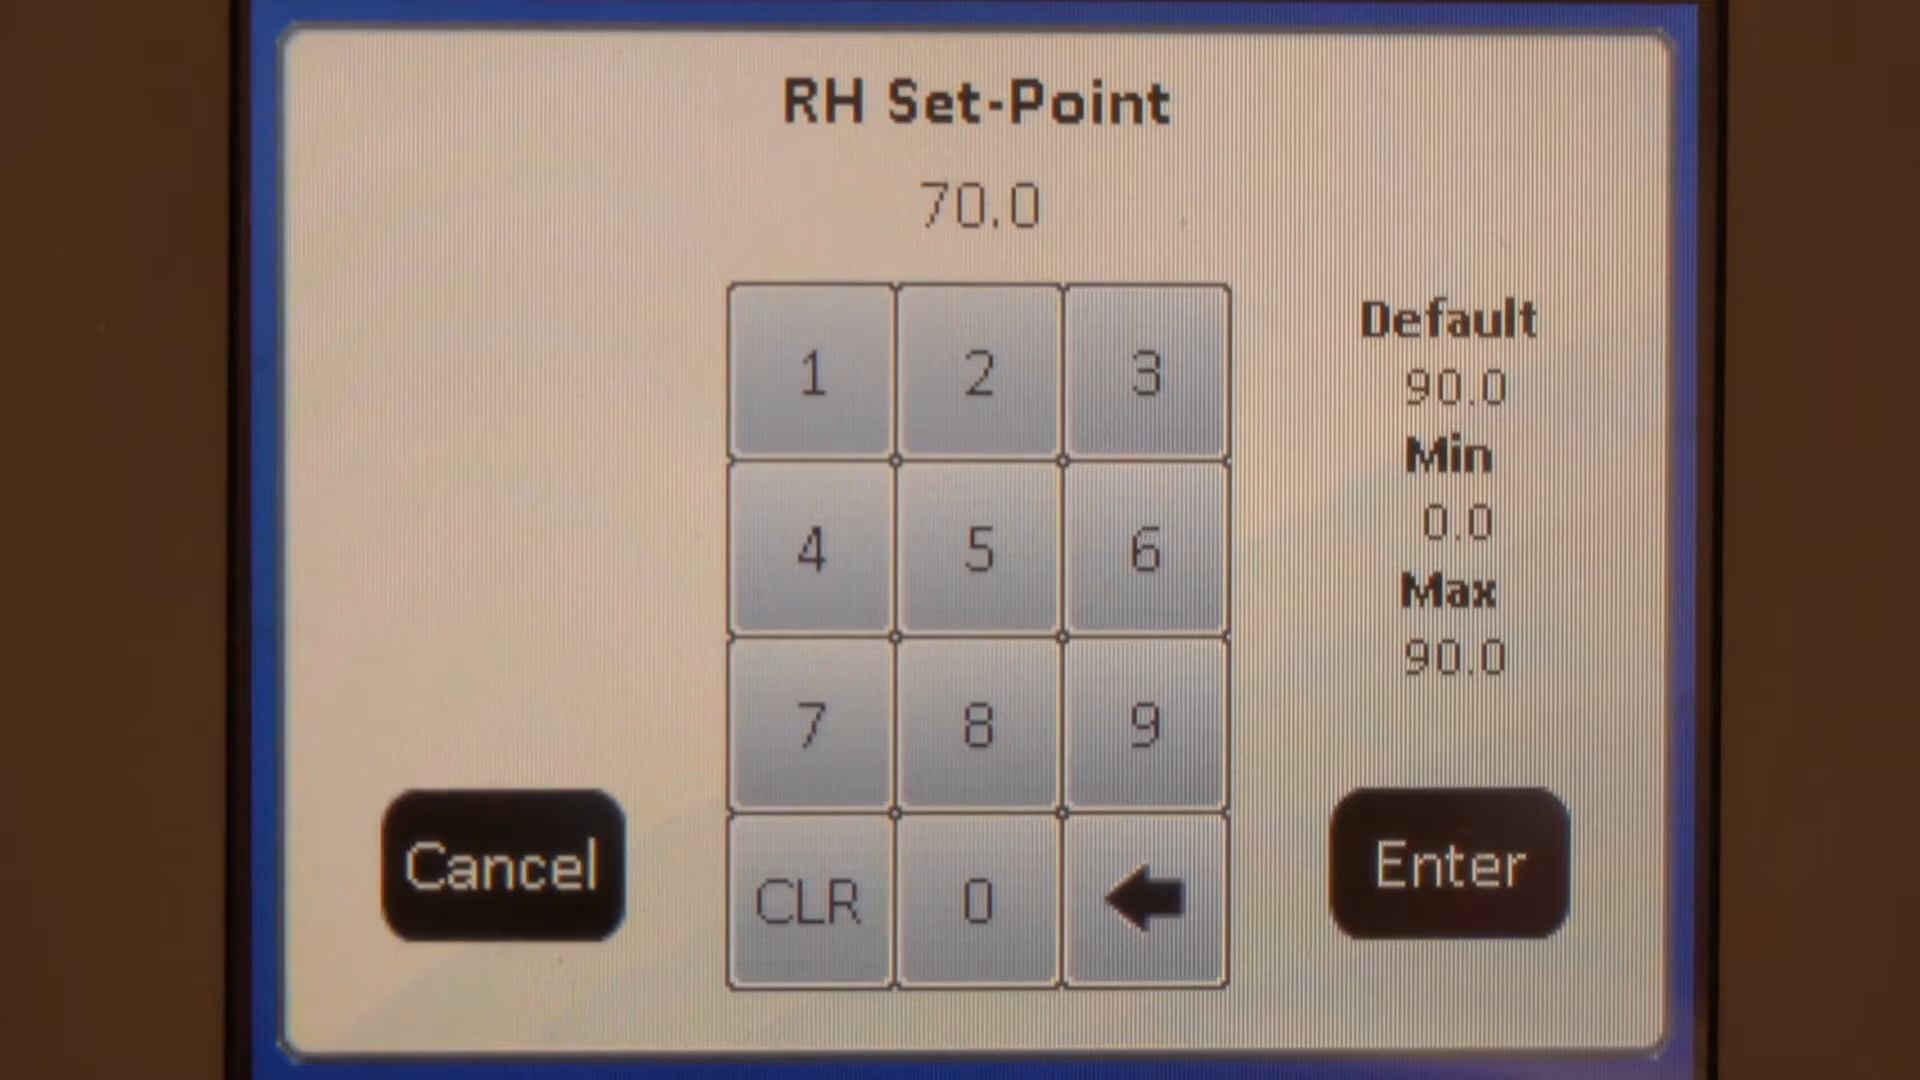 RH Set-Point
70.0
1 2 3
4 5 6
7 8 9
CLR 0
Default
90.0
Min
0.0
Max
90.0
Cancel
Enter